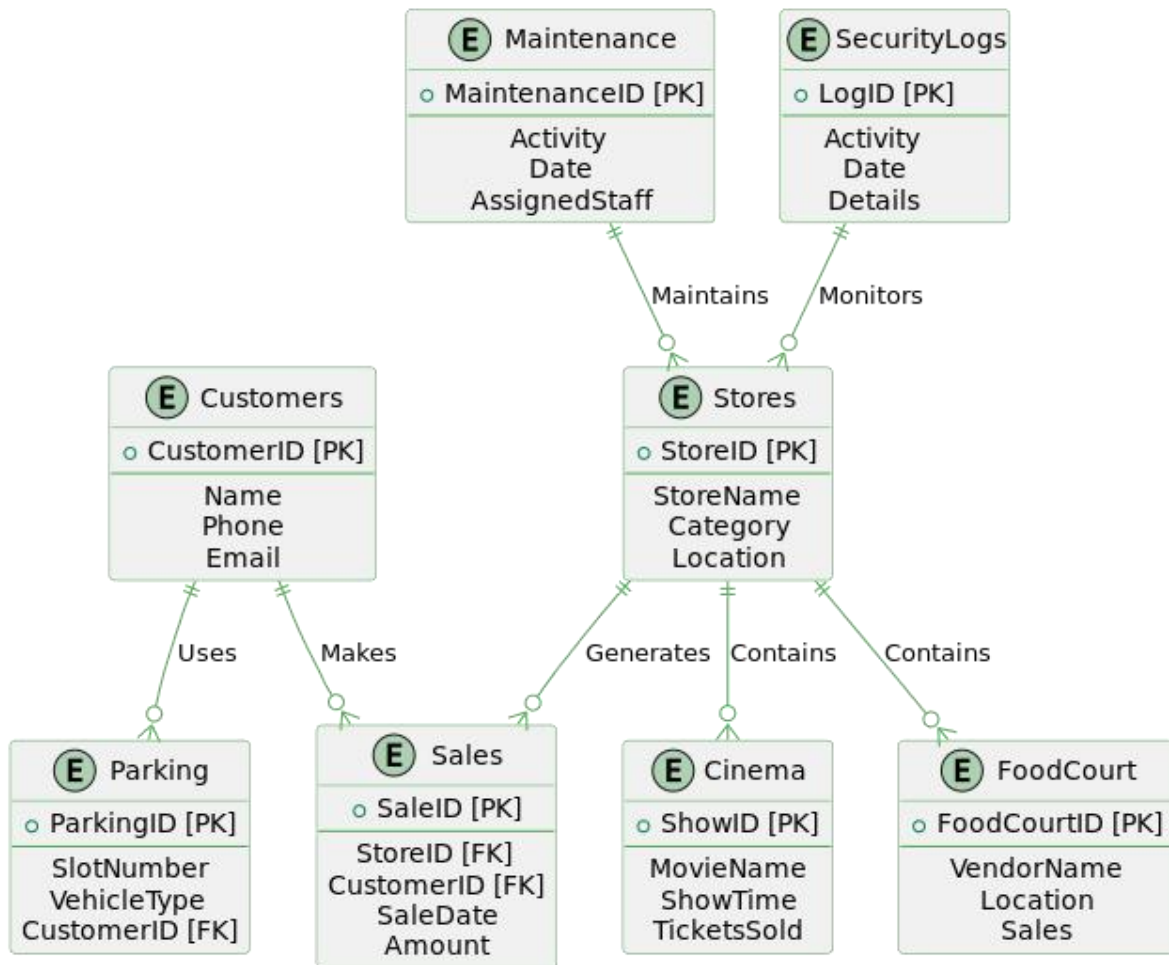 E Maintenance
MaintenanceID [PK]
Activity
Date
AssignedStaff
E SecurityLogs
LogID [PK]
Activity
Date
Details
Maintains
Monitors
E Customers
CustomerID [PK]
Name
Phone
Email
E Stores
StoreID [PK]
StoreName
Category
Location
Uses
Makes
Generates
Contains
Contains
E Parking
ParkingID [PK]
SlotNumber
VehicleType
CustomerID [FK]
E Sales
SaleID [PK]
StoreID [FK]
CustomerID [FK]
SaleDate
Amount
E Cinema
ShowID [PK]
MovieName
ShowTime
TicketsSold
E FoodCourt
FoodCourtID [PK]
VendorName
Location
Sales